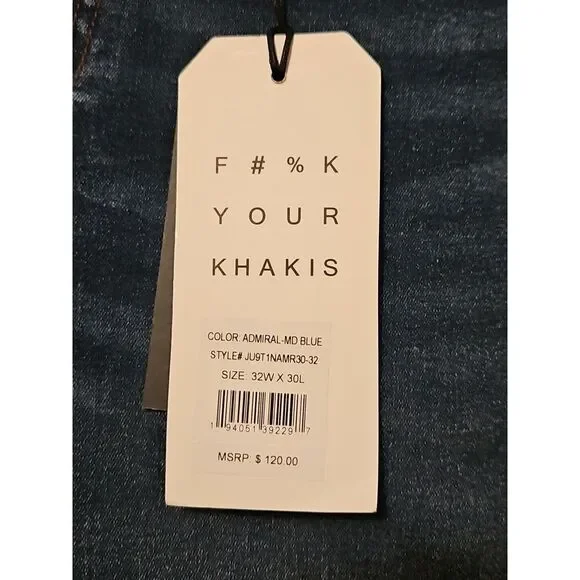 F#%K
YOUR
KHAKIS
COLOR: ADMIRAL-MD BLUE
STYLE# JU9T1NAMR30-32
SIZE: 32W X 30L
1 94051 39229 7
MSRP: $ 120.00